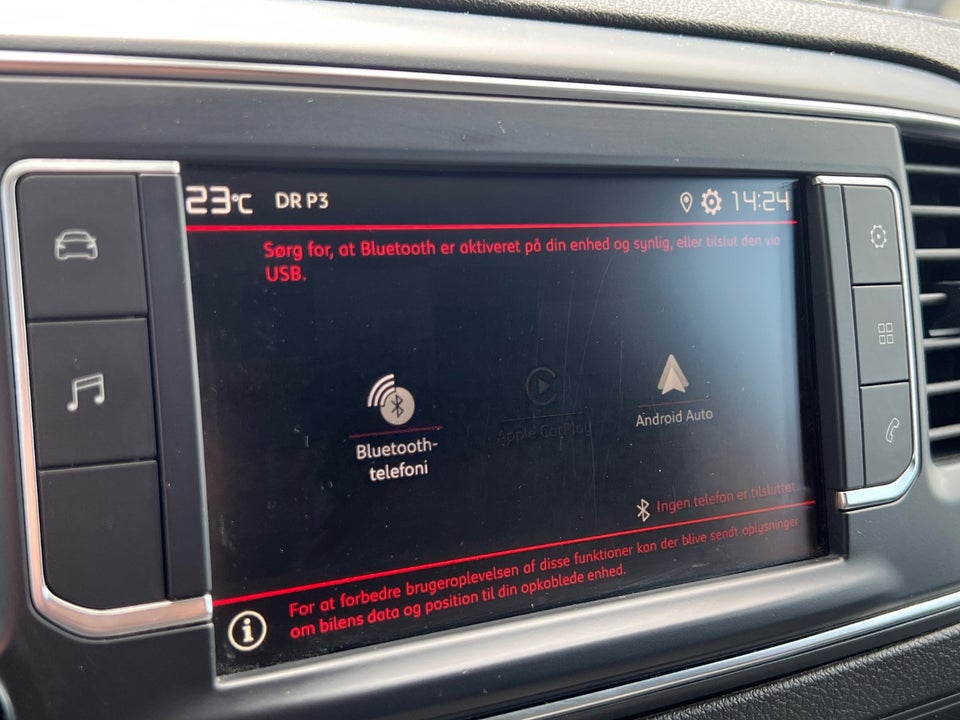 23°C DR P3 14:24
Sørg for, at Bluetooth er aktiveret på din enhed og synlig, eller tilslut den via
USB.
Bluetooth-
telefoni
Apple CarPlay
Android Auto
Ingen telefon er tilsluttet.
For at forbedre brugeroplevelsen af disse funktioner kan der blive sendt oplysninger
om bilens data og position til din opkoblede enhed.